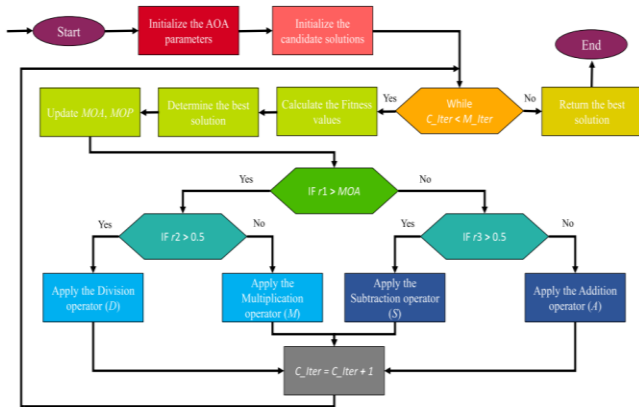 Start
Initialize the AOA
parameters
Initialize the
candidate solutions
End
Update MOA, MOP
Determine the best
solution
Calculate the Fitness
values
Yes
While
C_Iter < M_Iter
No
Return the best
solution
Yes
IF r1 > MOA
No
Yes
IF r2 > 0.5
No
Yes
IF r3 > 0.5
No
Apply the Division
operator (D)
Apply the
Multiplication
operator (M)
Apply the
Subtraction operator
(S)
Apply the Addition
operator (A)
C_Iter = C_Iter + 1